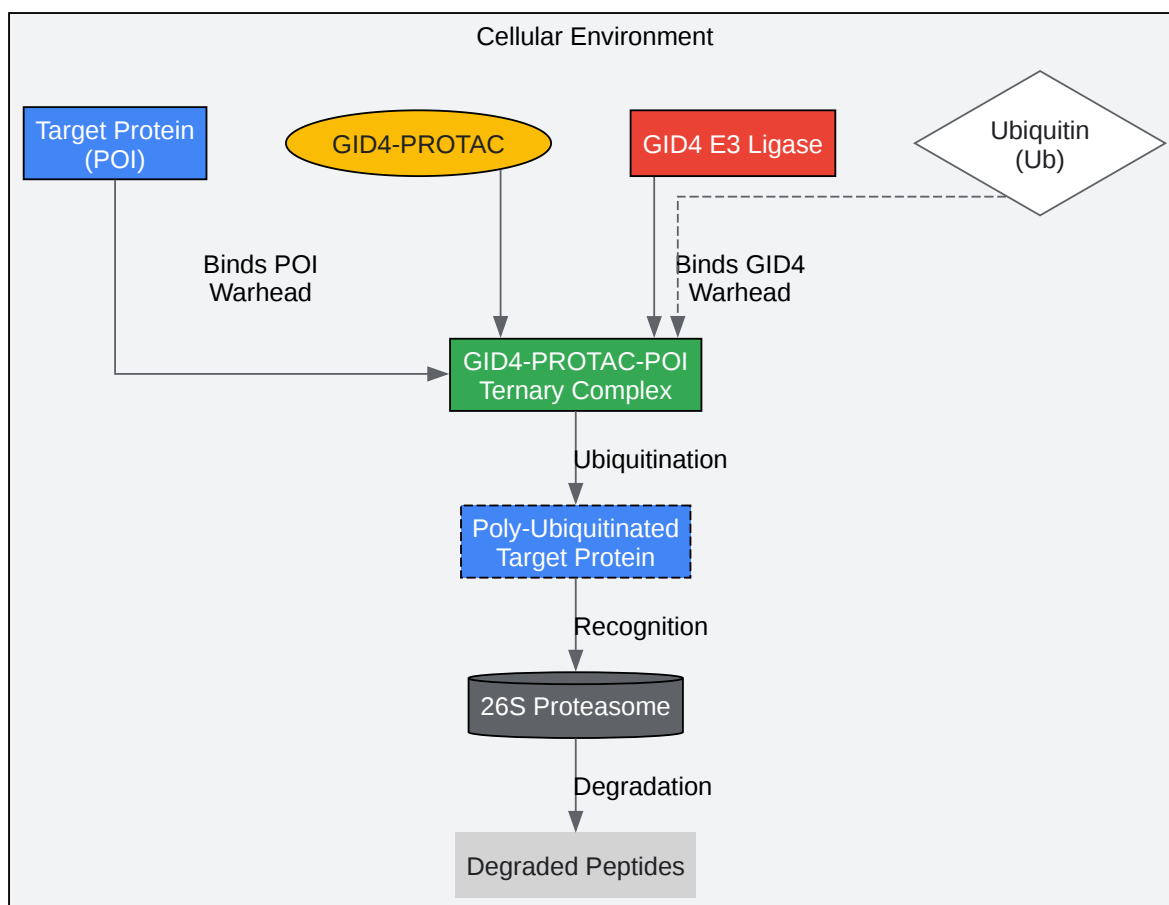 Cellular Environment
Target Protein
(POI)
GID4-PROTAC
GID4 E3 Ligase
Ubiquitin
(Ub)
Binds POI
Warhead
Binds GID4
Warhead
GID4-PROTAC-POI
Ternary Complex
Ubiquitination
Poly-Ubiquitinated
Target Protein
Recognition
26S Proteasome
Degradation
Degraded Peptides